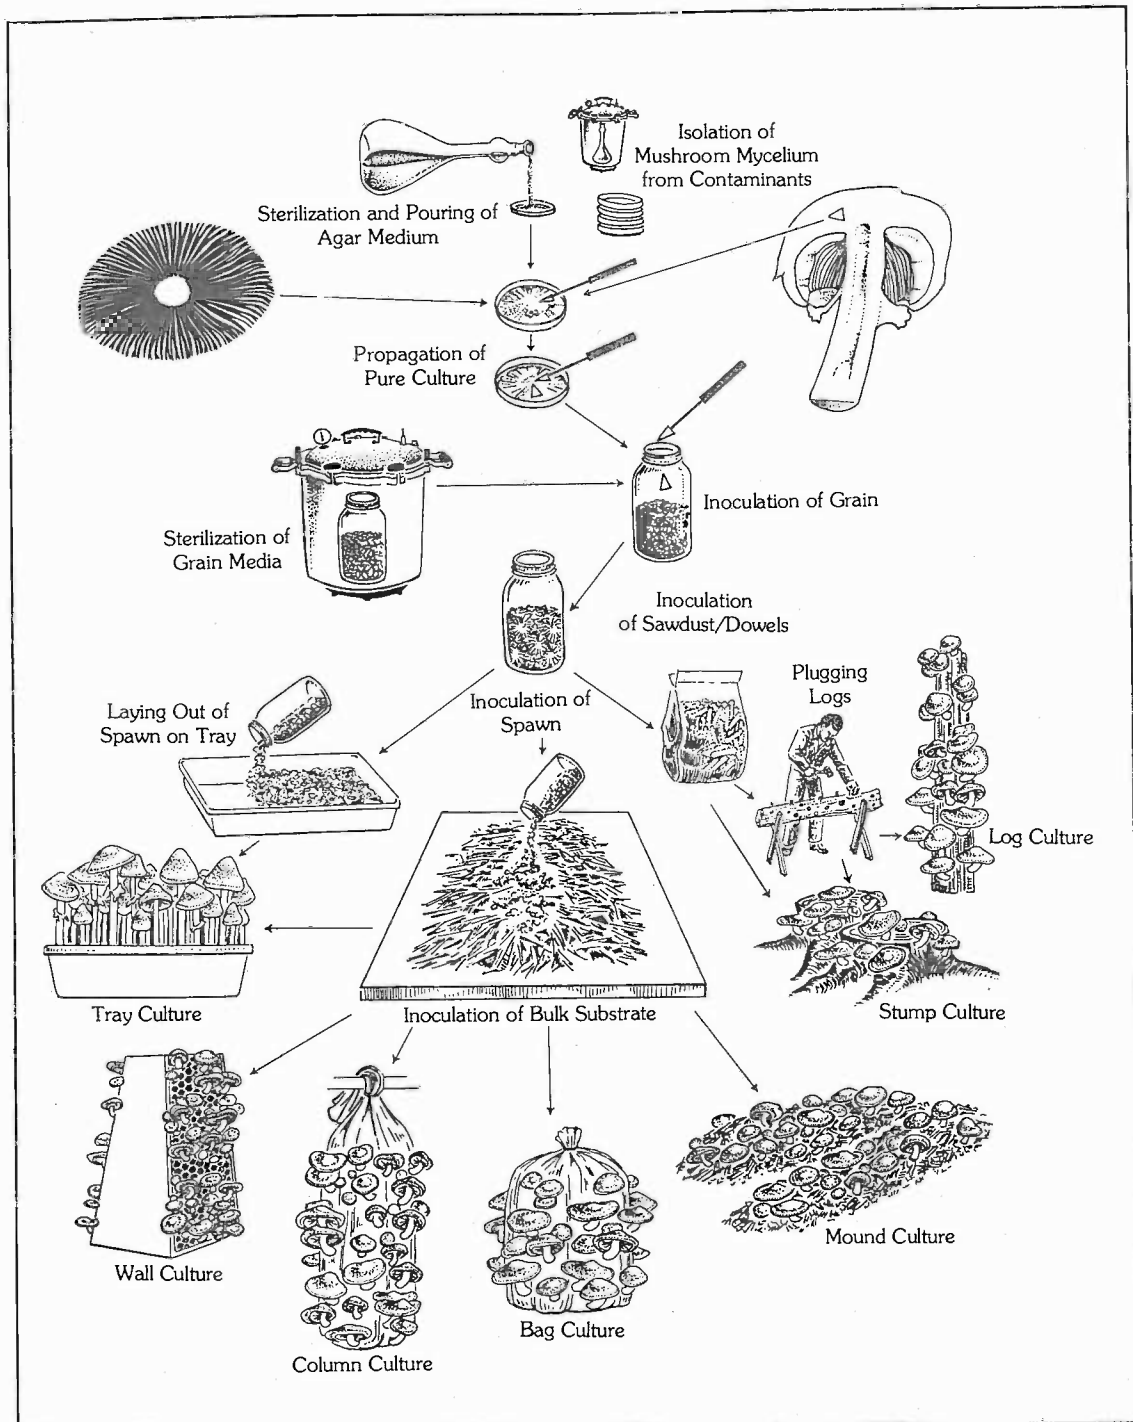 Isolation of
Mushroom Mycelium
from Contaminants
Sterilization and Pouring of
Agar Medium
Propagation of
Pure Culture
Sterilization of
Grain Media
Inoculation of Grain
Inoculation
of Sawdust/Dowels
Laying Out of
Spawn on Tray
Inoculation of
Spawn
Plugging
Logs
Log Culture
Tray Culture
Inoculation of Bulk Substrate
Stump Culture
Wall Culture
Column Culture
Bag Culture
Mound Culture